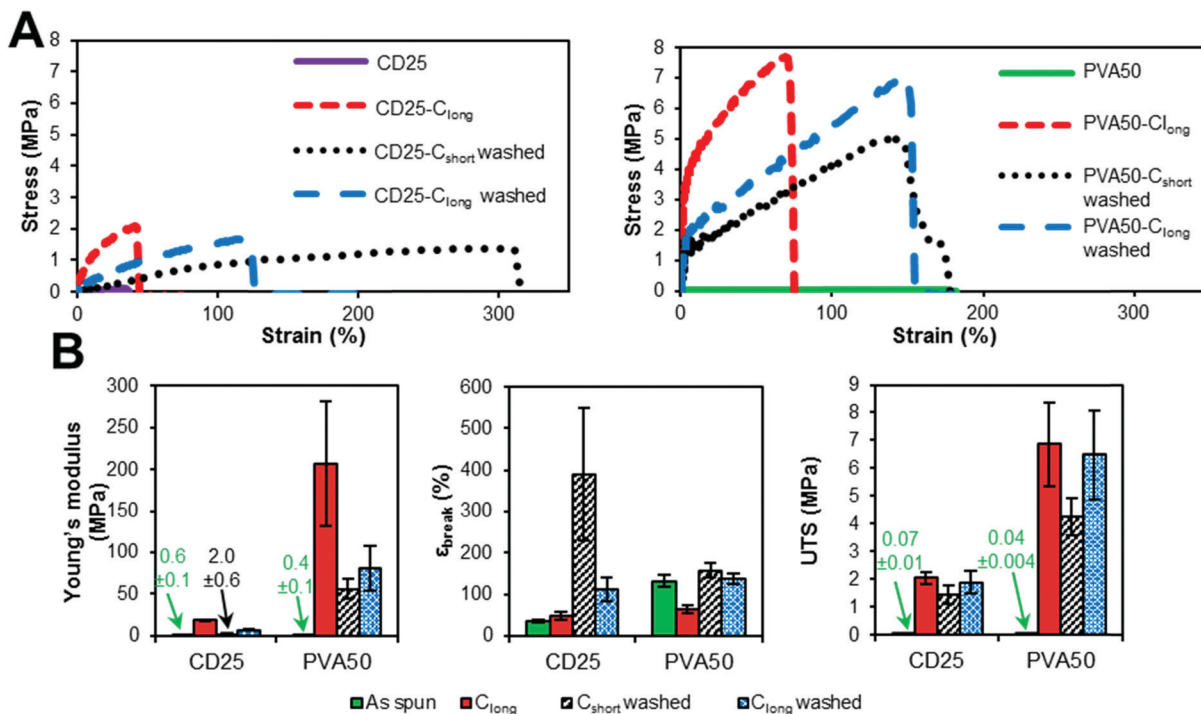 A
8
7
6
5
4
3
2
1
0
Stress (MPa)
0
100
200
300
Strain (%)
CD25
CD25-Clong
CD25-Cshort washed
CD25-Clong washed
8
7
6
5
4
3
2
1
0
Stress (MPa)
0
100
200
300
Strain (%)
PVA50
PVA50-Clong
PVA50-Cshort
washed
PVA50-Clong
washed
B
300
250
200
150
100
50
0
Young's modulus
(MPa)
0.6
±0.1
2.0
±0.6
0.4
±0.1
CD25
PVA50
600
400
300
200
100
0
εbreak
(%)
CD25
PVA50
9
8
7
6
5
4
3
2
1
0
UTS (MPa)
0.07
±0.01
0.04
±0.004
CD25
PVA50
As spun
Clong
Cshort washed
Clong washed